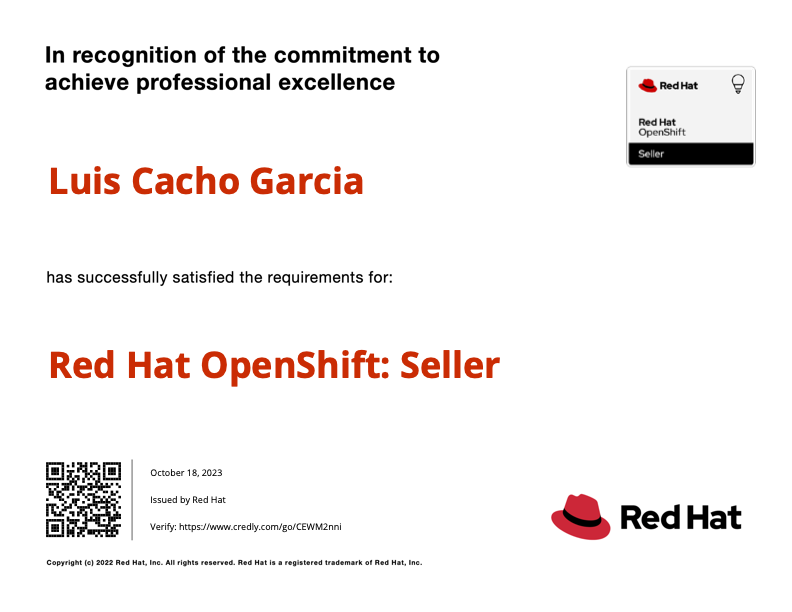 In recognition of the commitment to
achieve professional excellence
Red Hat
Red Hat
OpenShift
Seller
Luis Cacho Garcia
has successfully satisfied the requirements for:
Red Hat OpenShift: Seller
October 18, 2023
Issued by Red Hat
Verify: https://www.credly.com/go/CEWM2nni
Red Hat
Copyright (c) 2022 Red Hat, Inc. All rights reserved. Red Hat is a registered trademark of Red Hat, Inc.